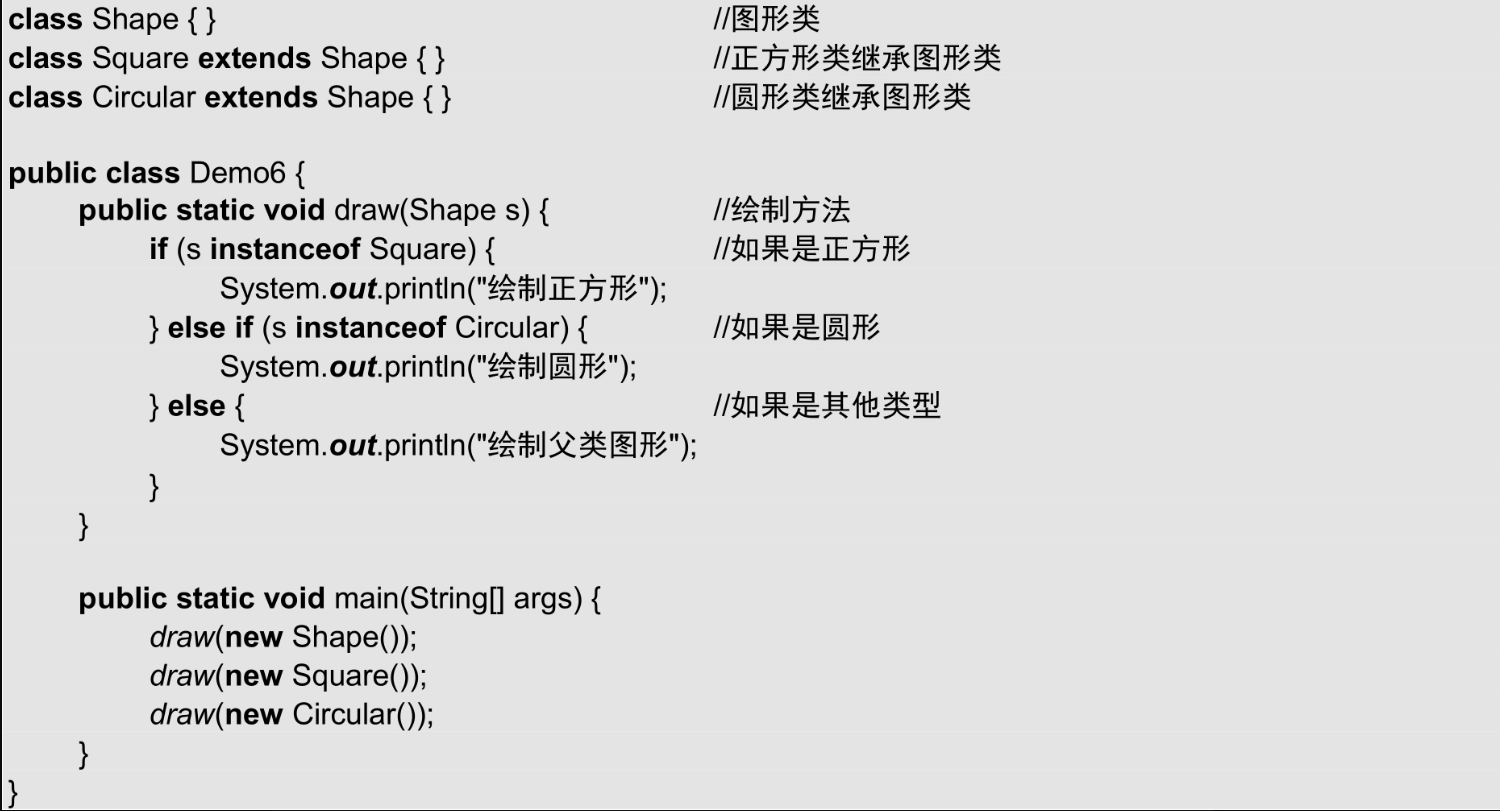 class Shape { } //图形类
class Square extends Shape { } //正方形类继承图形类
class Circular extends Shape { } //圆形类继承图形类
public class Demo6 {
public static void draw(Shape s) { //绘制方法
if (s instanceof Square) { //如果是正方形
System.out.println("绘制正方形");
} else if (s instanceof Circular) { //如果是圆形
System.out.println("绘制圆形");
} else { //如果是其他类型
System.out.println("绘制父类图形");
}
}
public static void main(String[] args) {
draw(new Shape());
draw(new Square());
draw(new Circular());
}
}